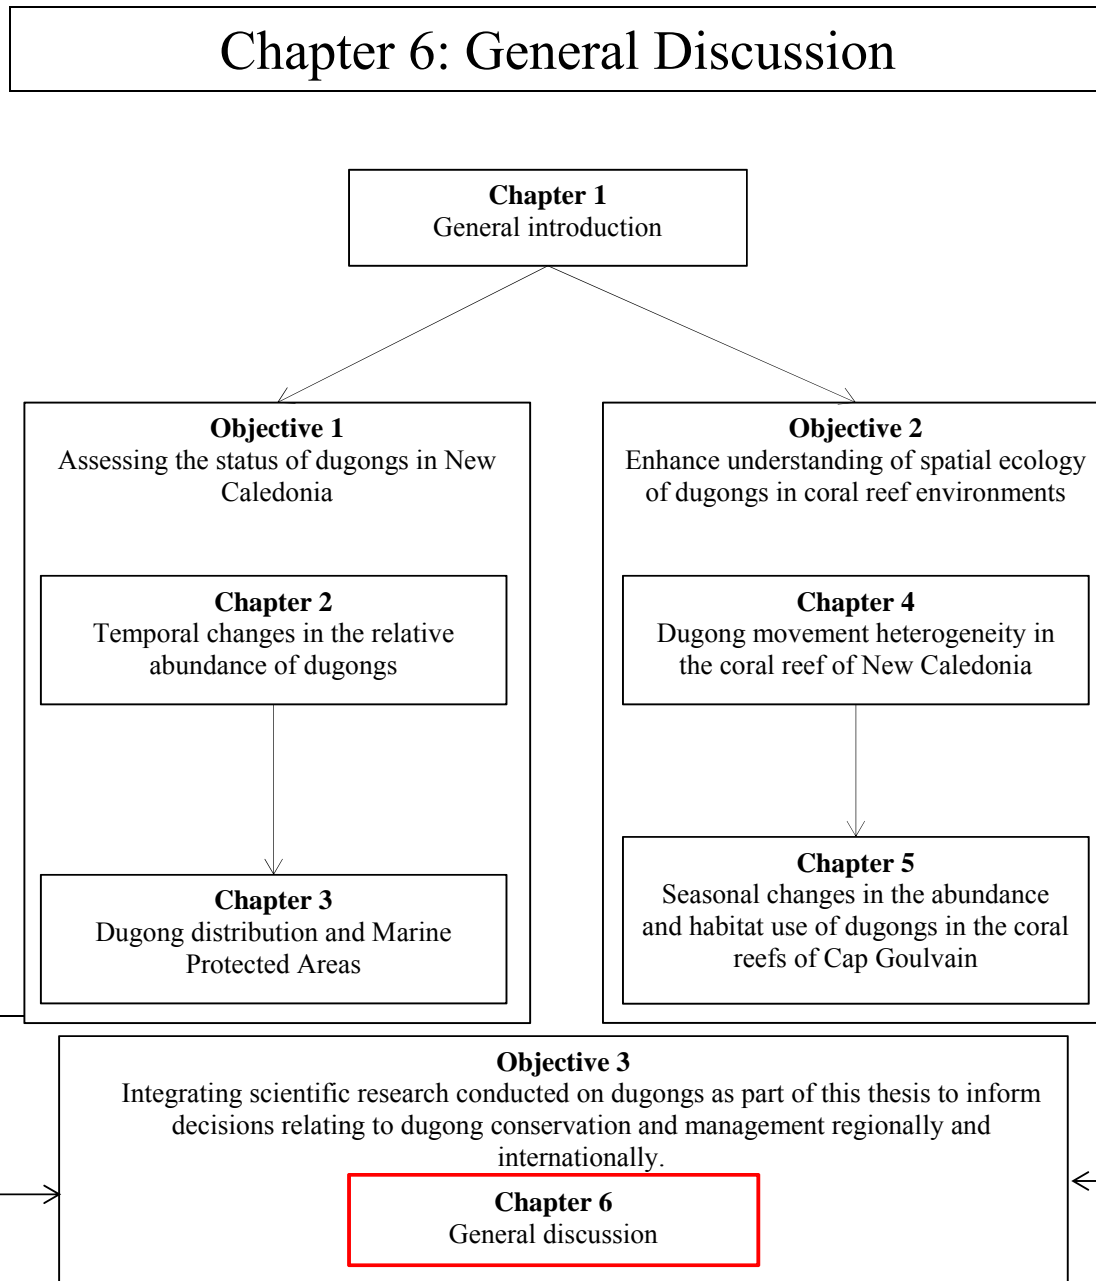 Chapter 6: General Discussion
Chapter 1
General introduction
Objective 1
Assessing the status of dugongs in New
Caledonia
Chapter 2
Temporal changes in the relative
abundance of dugongs
Chapter 3
Dugong distribution and Marine
Protected Areas
Objective 2
Enhance understanding of spatial ecology
of dugongs in coral reef environments
Chapter 4
Dugong movement heterogeneity in
the coral reef of New Caledonia
Chapter 5
Seasonal changes in the abundance
and habitat use of dugongs in the coral
reefs of Cap Goulvain
Objective 3
Integrating scientific research conducted on dugongs as part of this thesis to inform
decisions relating to dugong conservation and management regionally and
internationally.
Chapter 6
General discussion